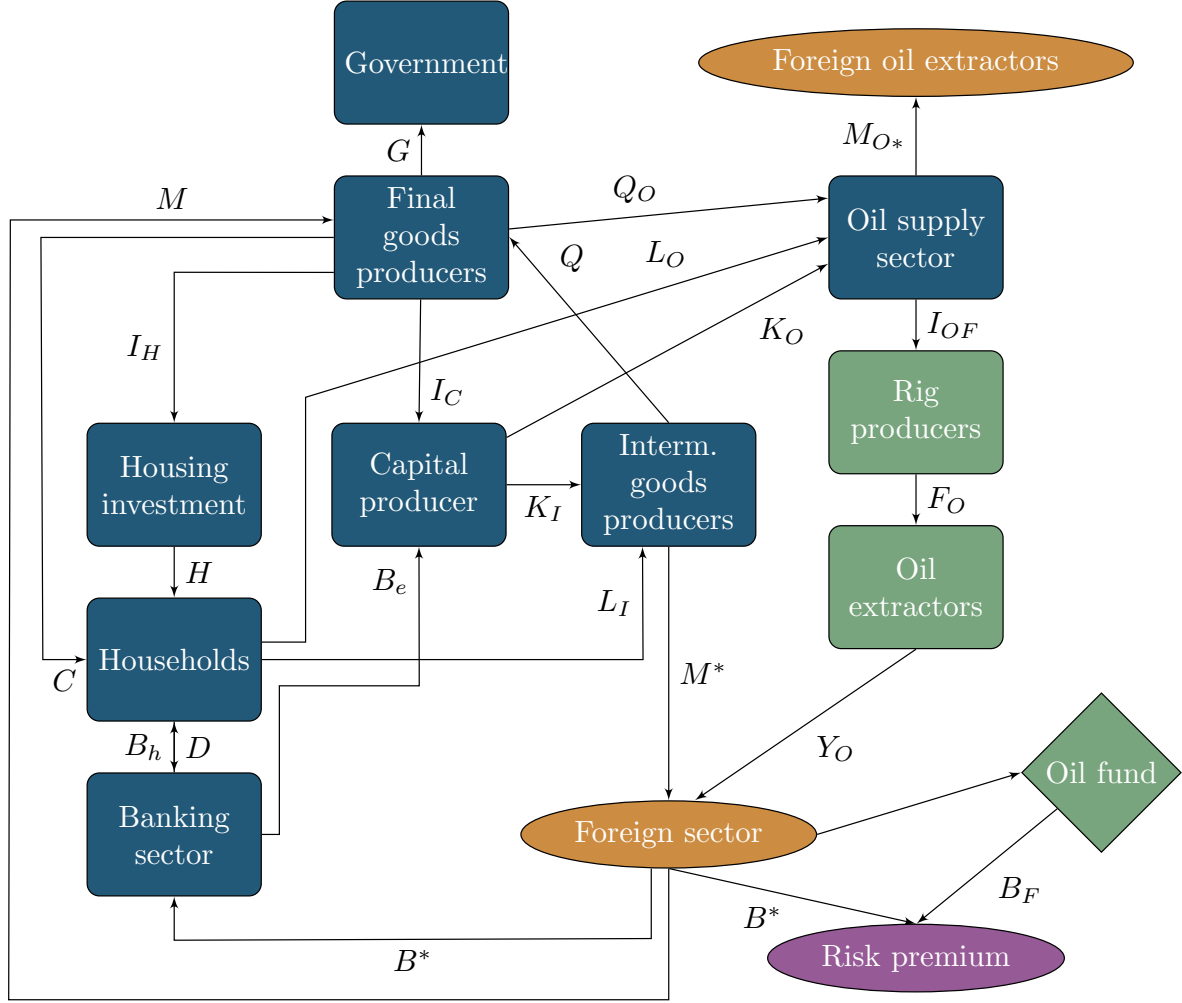 Government
Foreign oil extractors
G
M_{O*}
M
Final
goods
producers
Q_O
Oil supply
sector
Q
L_O
I_H
K_O
I_{OF}
I_C
Rig
producers
Housing
investment
Capital
producer
Interm.
goods
producers
K_I
F_O
H
B_e
L_I
Oil
extractors
Households
C
M^*
B_h
D
Y_O
Oil fund
Banking
sector
Foreign sector
B_F
B^*
B^*
Risk premium